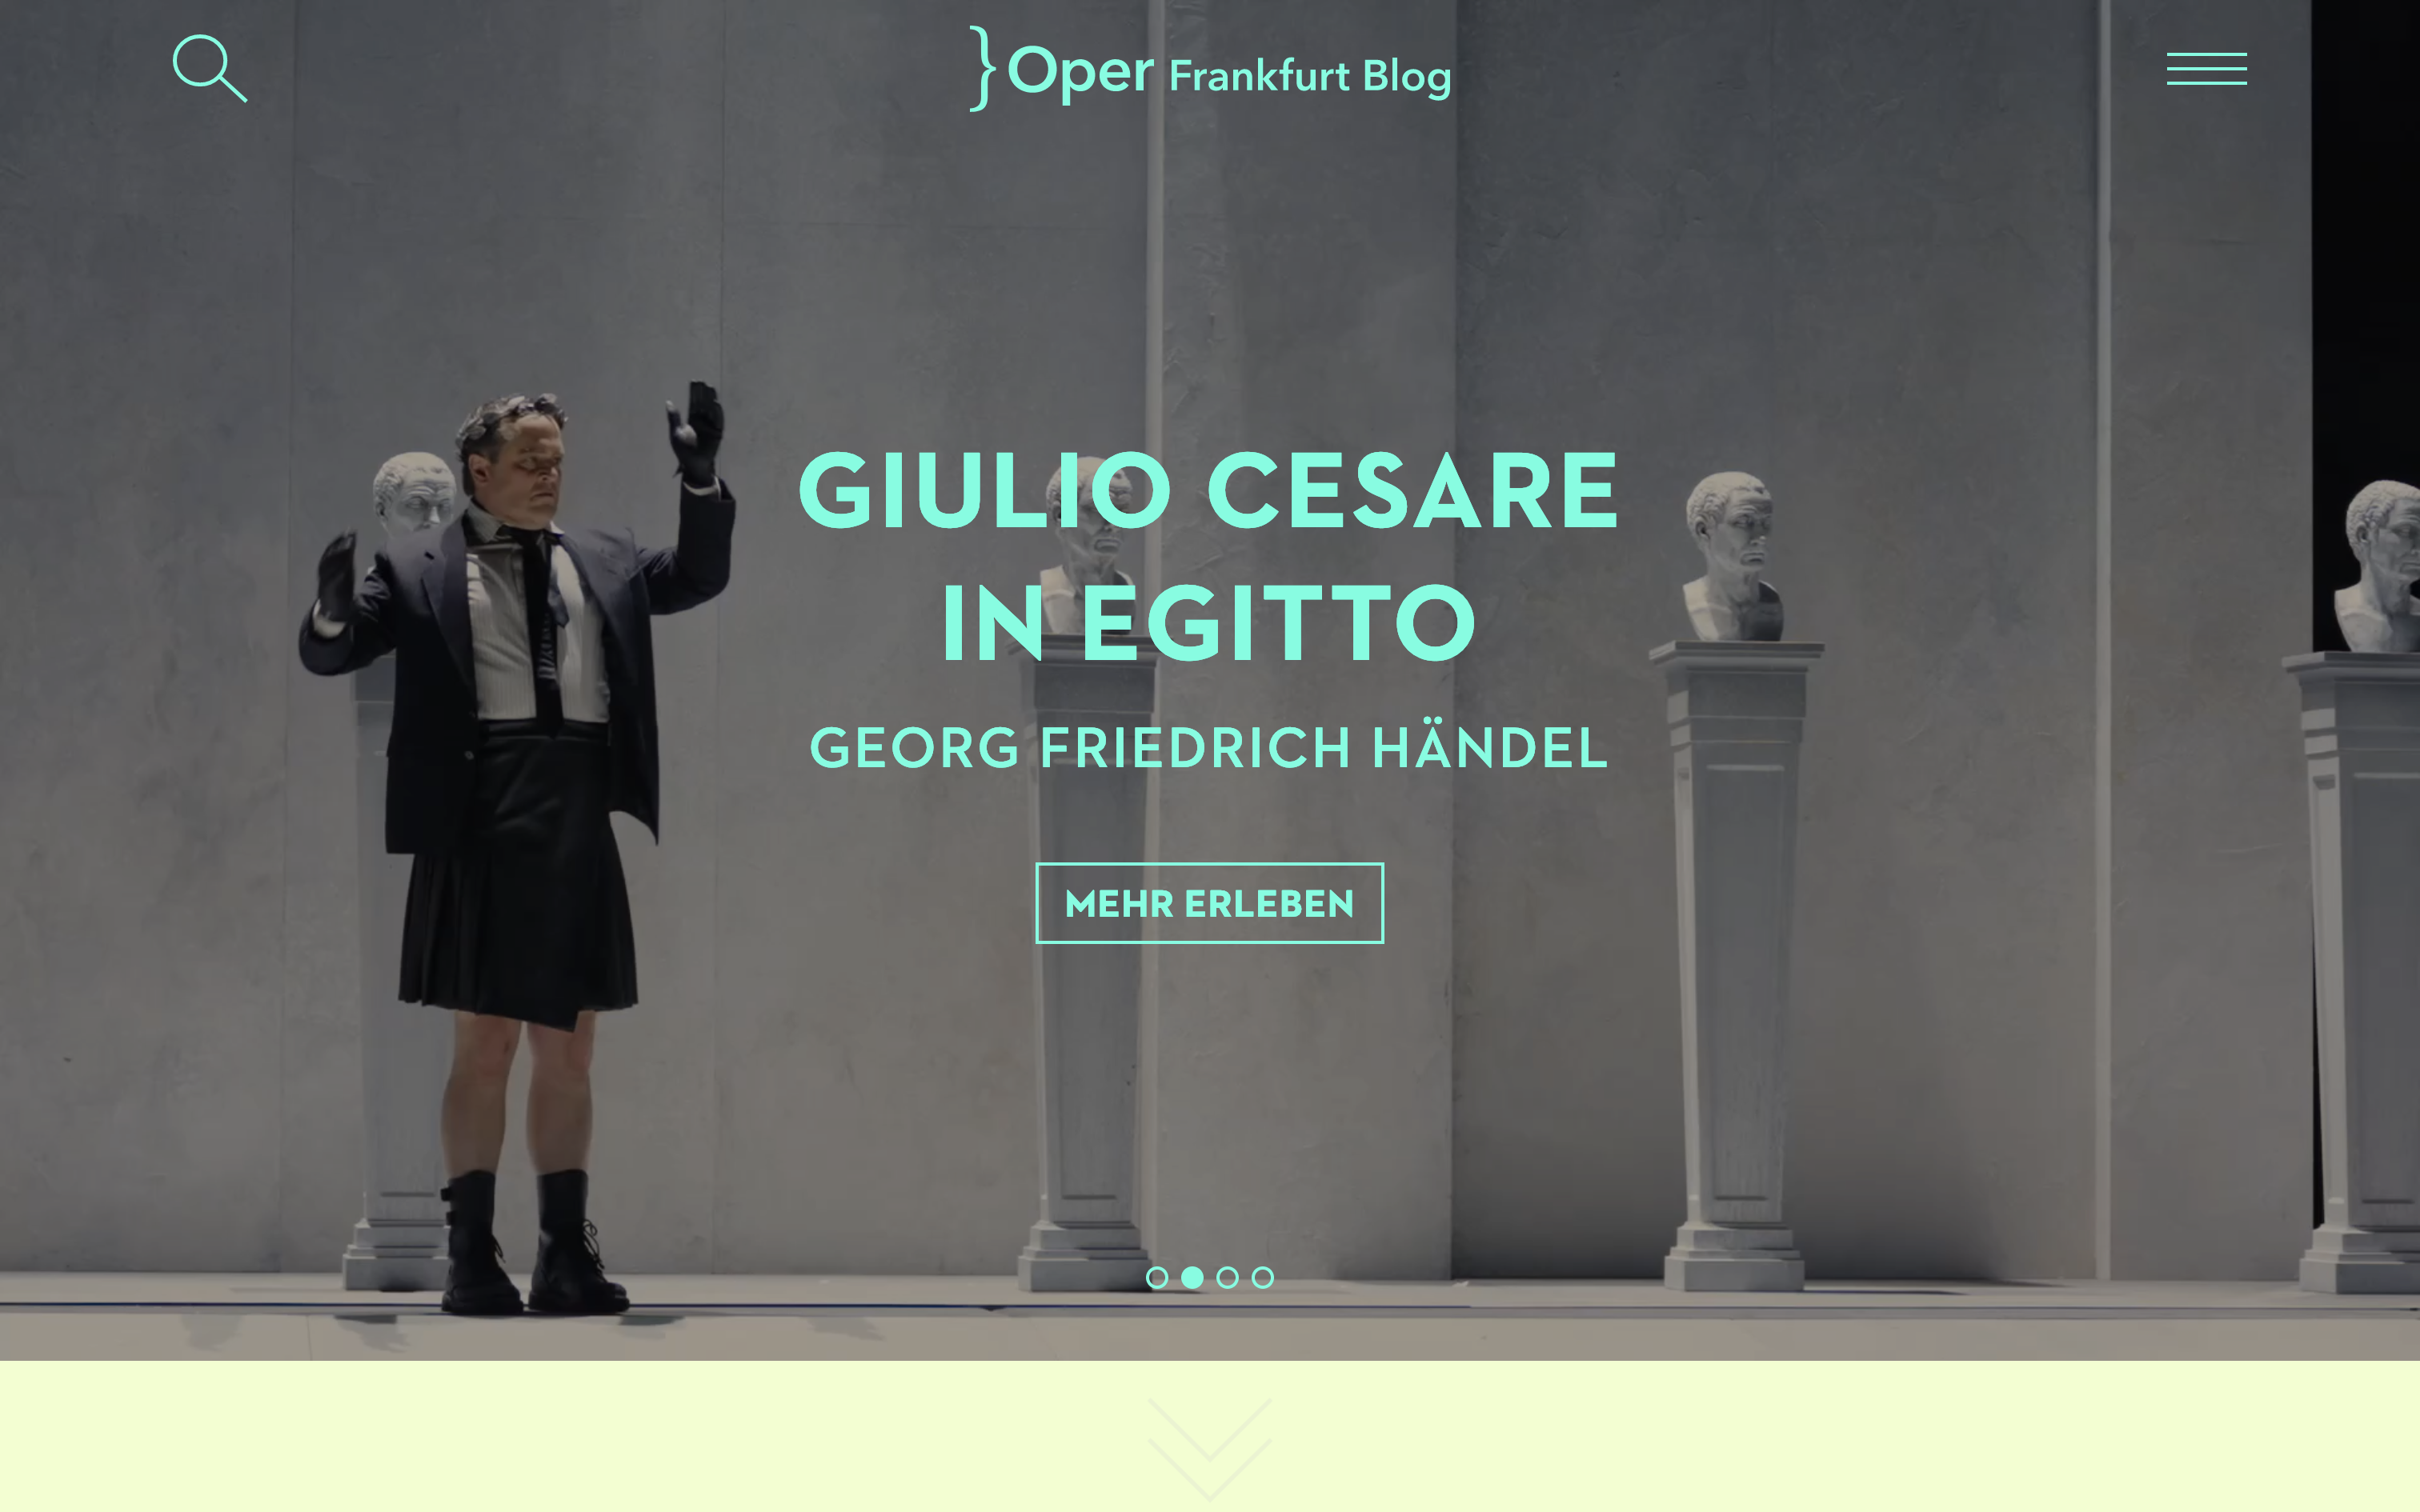 } Oper Frankfurt Blog
GIULIO CESARE
IN EGITTO
GEORG FRIEDRICH HÄNDEL
MEHR ERLEBEN